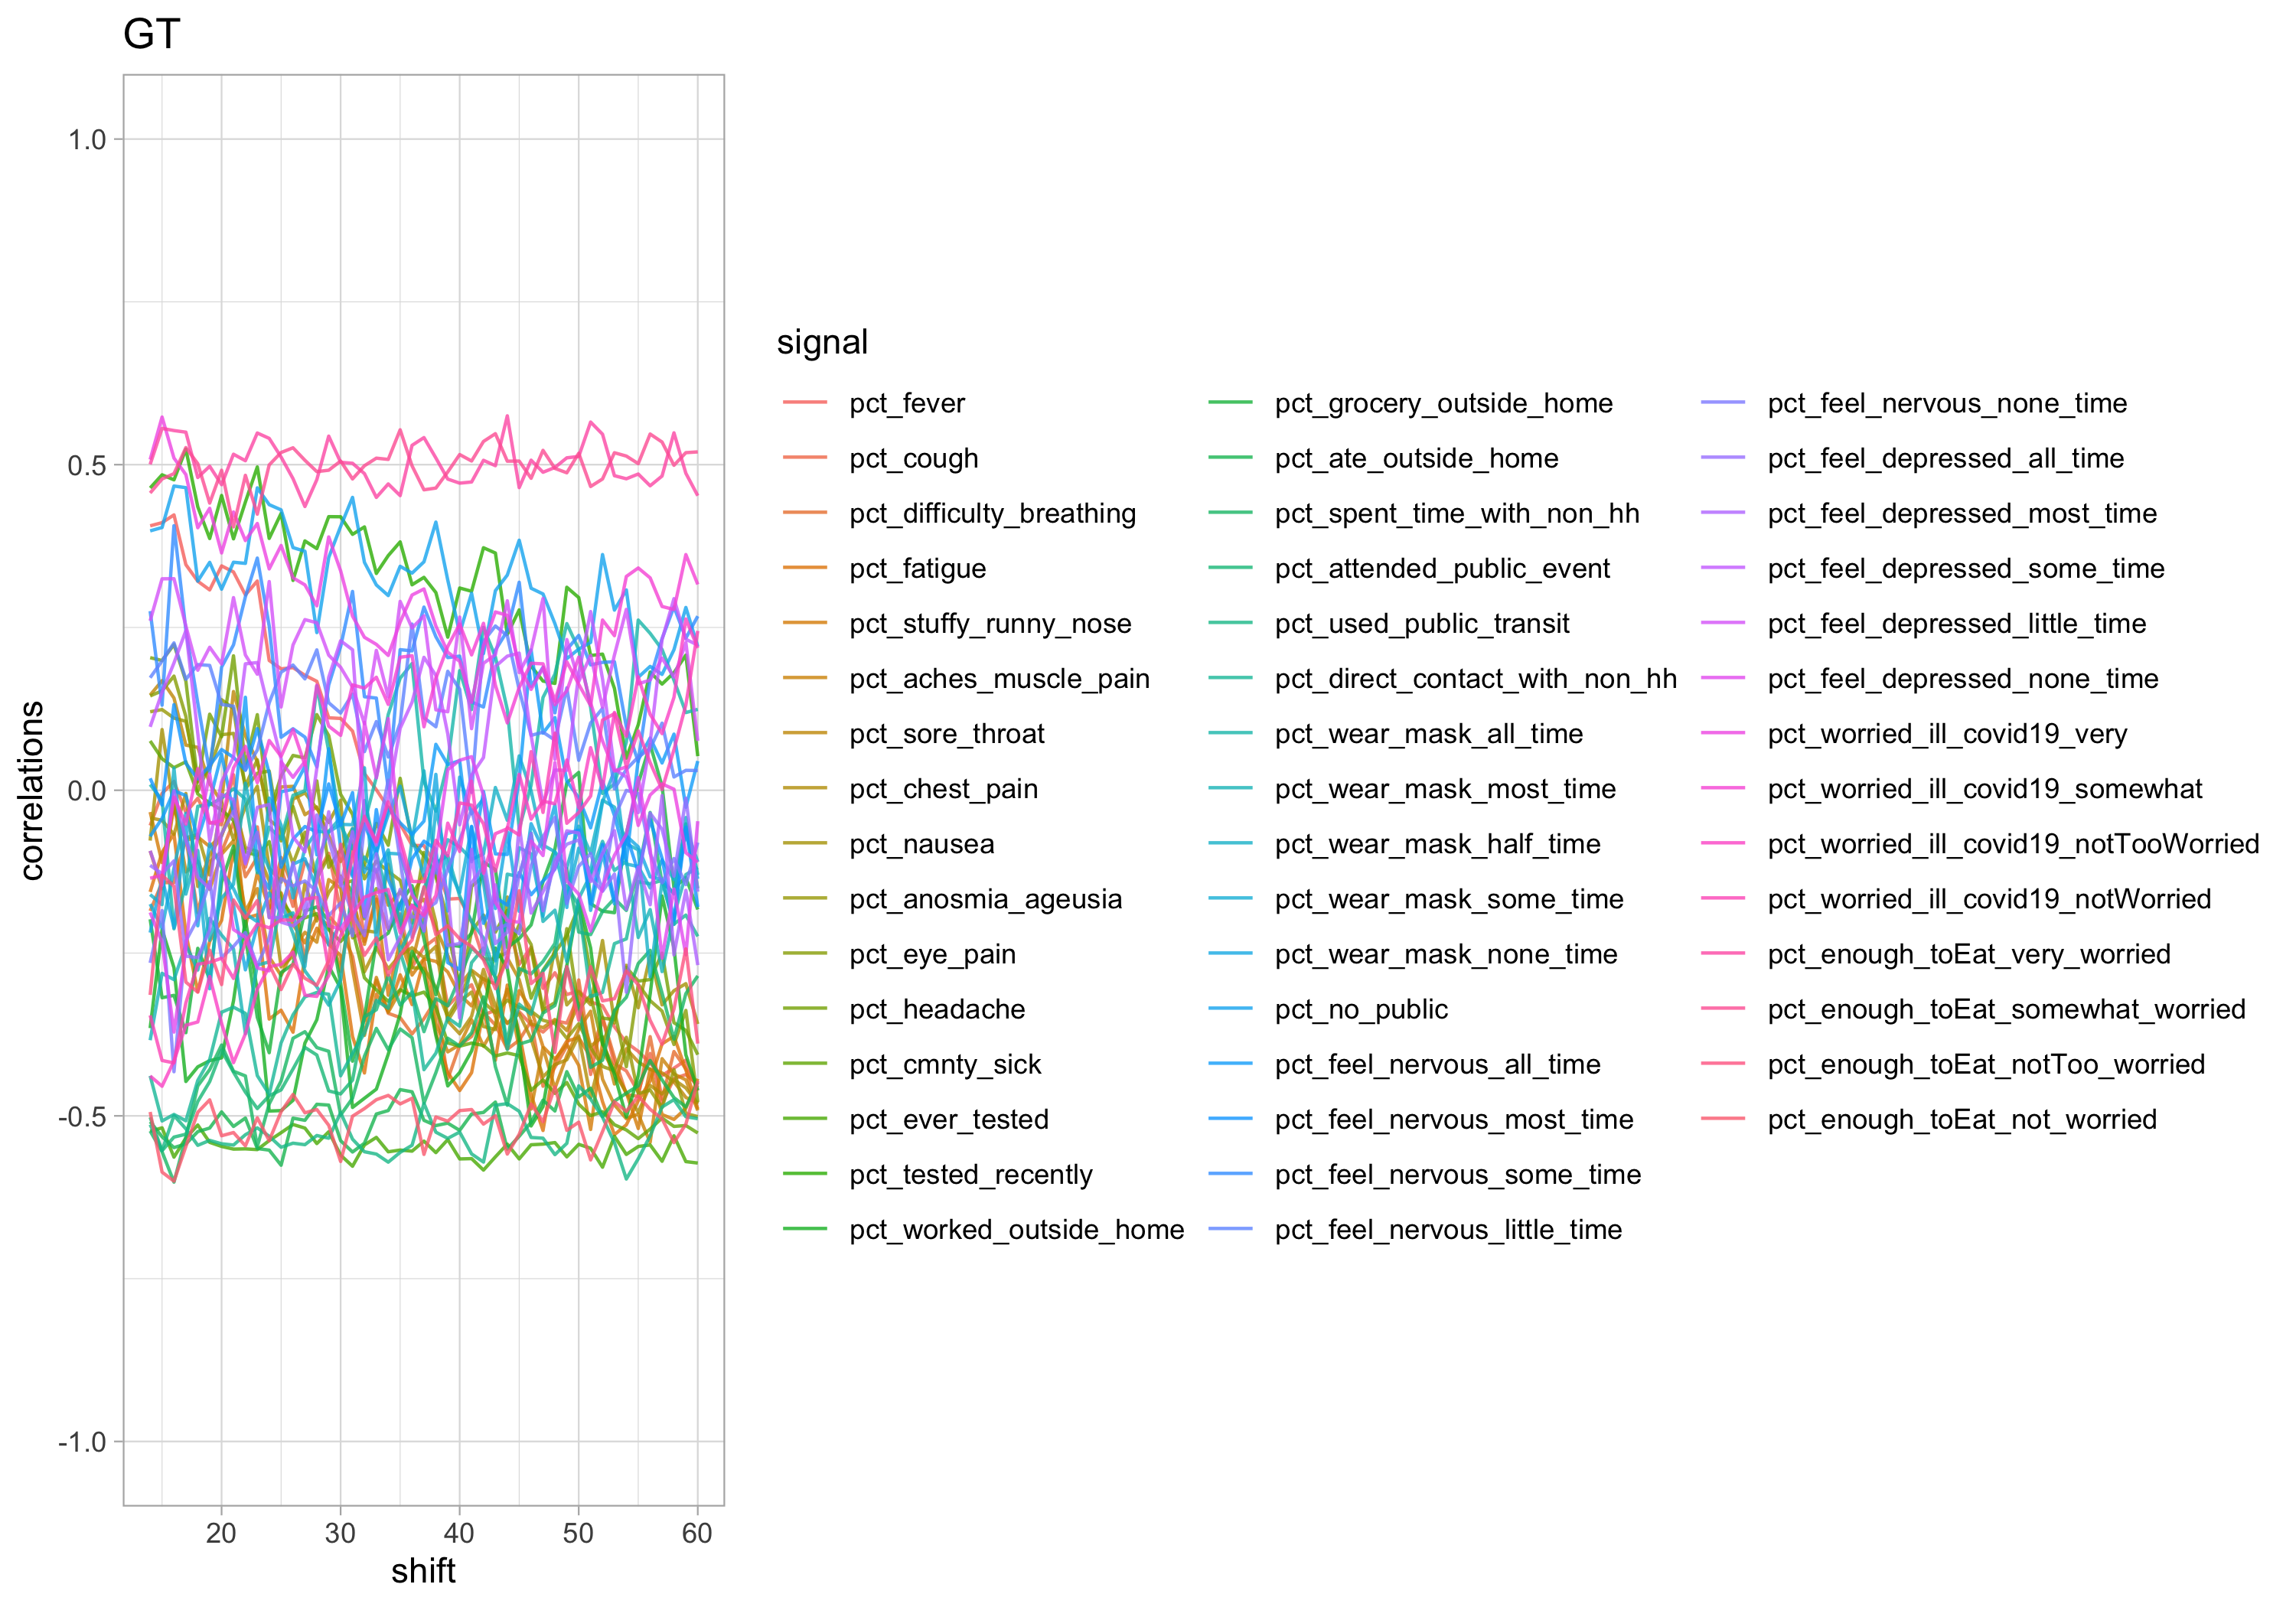 GT
1.0
0.5
0.0
-0.5
-1.0
correlations
20 30 40 50 60
shift
signal
pct_fever
pct_cough
pct_difficulty_breathing
pct_fatigue
pct_stuffy_runny_nose
pct_aches_muscle_pain
pct_sore_throat
pct_chest_pain
pct_nausea
pct_anosmia_ageusia
pct_eye_pain
pct_headache
pct_cmnty_sick
pct_ever_tested
pct_tested_recently
pct_worked_outside_home
pct_grocery_outside_home
pct_ate_outside_home
pct_spent_time_with_non_hh
pct_attended_public_event
pct_used_public_transit
pct_direct_contact_with_non_hh
pct_wear_mask_all_time
pct_wear_mask_most_time
pct_wear_mask_half_time
pct_wear_mask_some_time
pct_wear_mask_none_time
pct_no_public
pct_feel_nervous_all_time
pct_feel_nervous_most_time
pct_feel_nervous_some_time
pct_feel_nervous_little_time
pct_feel_nervous_none_time
pct_feel_depressed_all_time
pct_feel_depressed_most_time
pct_feel_depressed_some_time
pct_feel_depressed_little_time
pct_feel_depressed_none_time
pct_worried_ill_covid19_very
pct_worried_ill_covid19_somewhat
pct_worried_ill_covid19_notTooWorried
pct_worried_ill_covid19_notWorried
pct_enough_toEat_very_worried
pct_enough_toEat_somewhat_worried
pct_enough_toEat_notToo_worried
pct_enough_toEat_not_worried